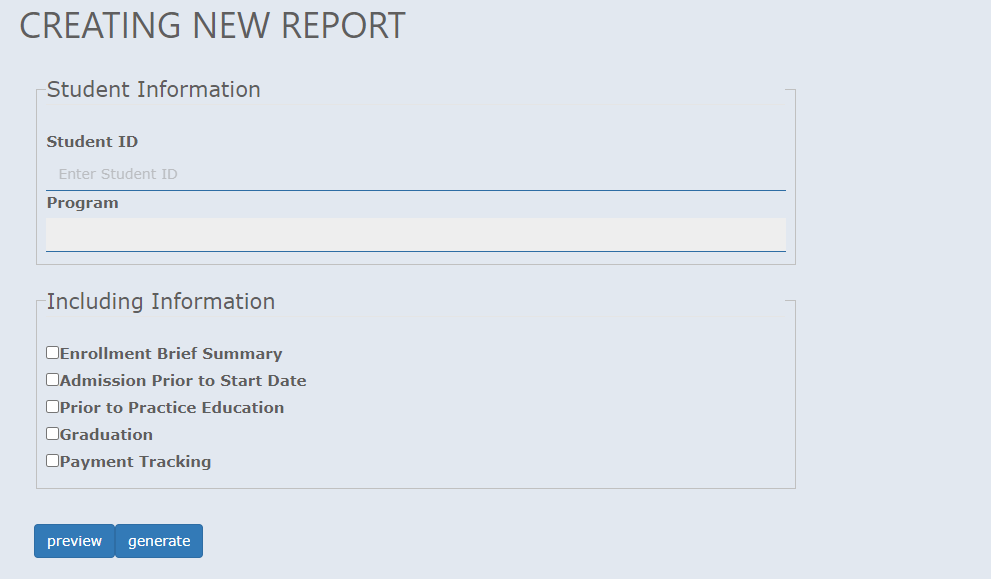 CREATING NEW REPORT
Student Information
Student ID
Enter Student ID
Program
Including Information
Enrollment Brief Summary
Admission Prior to Start Date
Prior to Practice Education
Graduation
Payment Tracking
preview generate